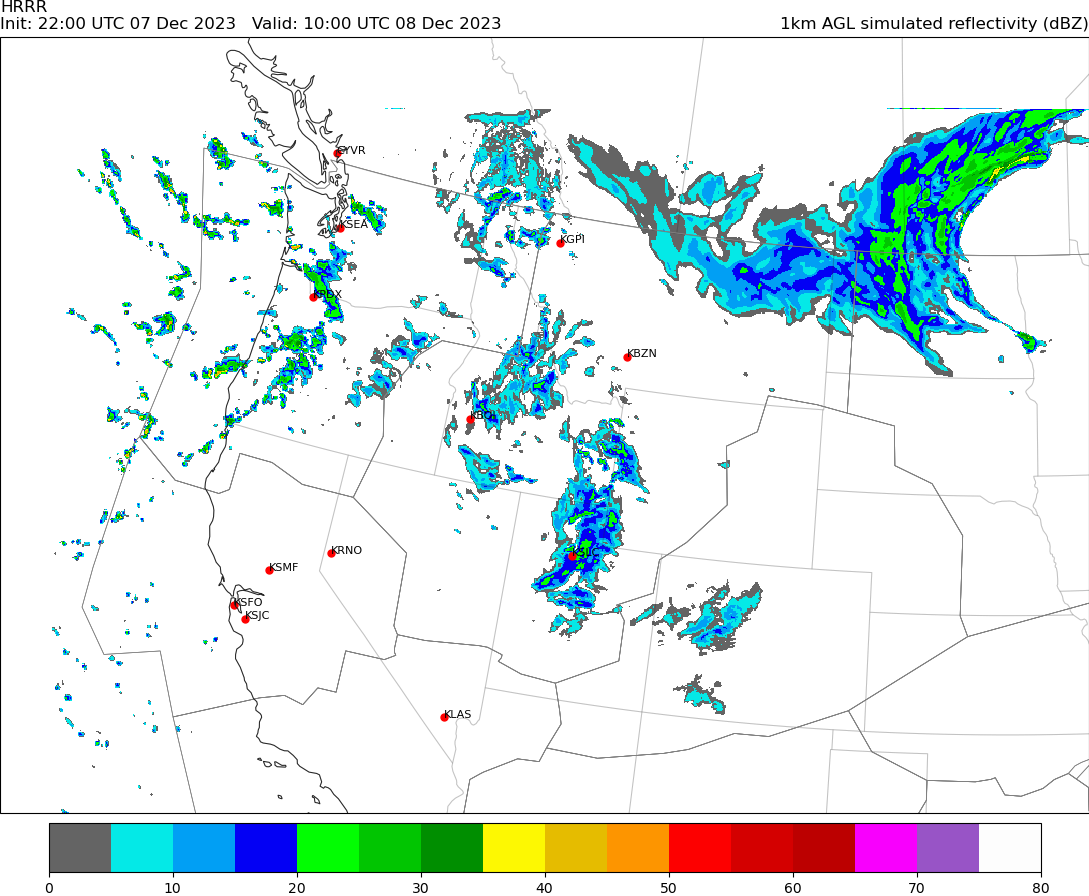 HRRR
Init: 22:00 UTC 07 Dec 2023   Valid: 10:00 UTC 08 Dec 2023
1km AGL simulated reflectivity (dBZ)
CYVR
KSEA
KGPI
KPDX
KBZN
KBOI
KRNO
KSLC
KSMF
KSFO
KSJC
KLAS
0 10 20 30 40 50 60 70 80